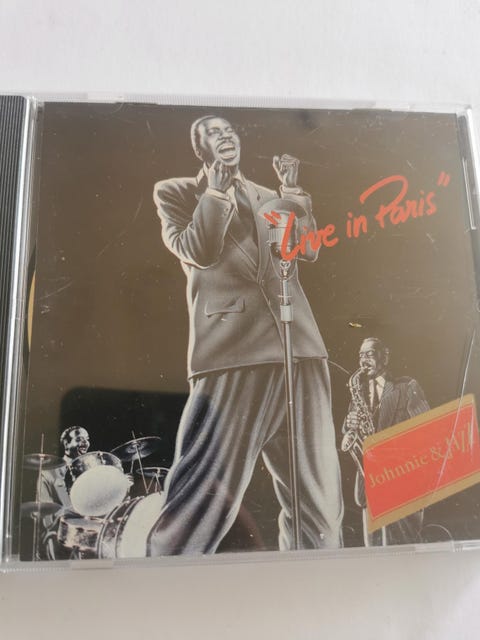 "Live in Paris"
Johnnie &